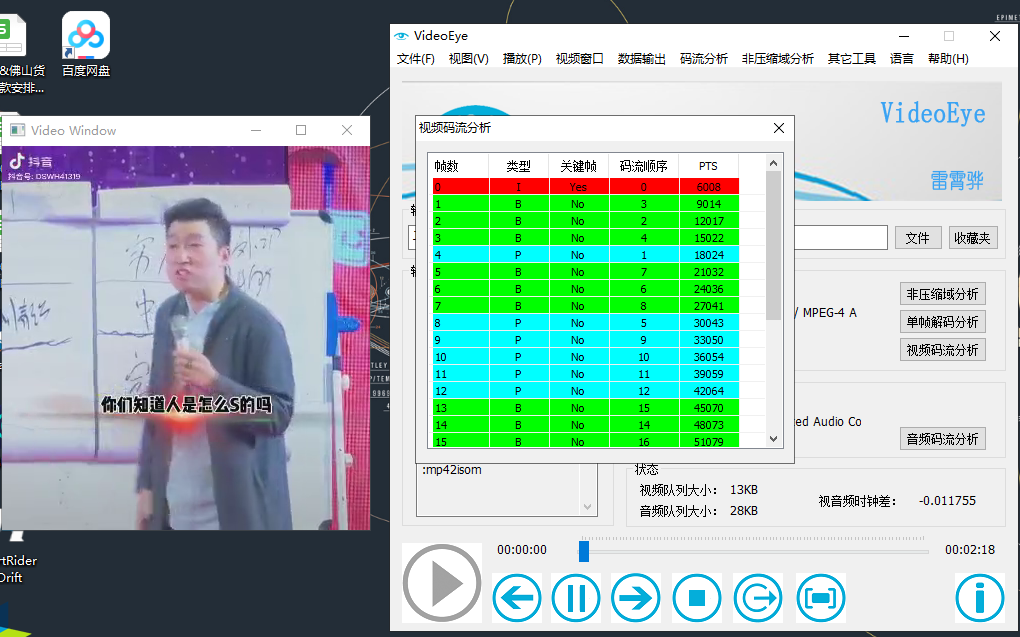 EPIMET
&佛山货
款安排...
百度网盘
VideoEye
文件(F) 视图(V) 播放(P) 视频窗口 数据输出 码流分析 非压缩域分析 其它工具 语言 帮助(H)
VideoEye
雷霄骅
Video Window
抖音
抖音号: DSWH41319
你们知道人是怎么S的吗
视频码流分析
帧数 类型 关键帧 码流顺序 PTS
0 I Yes 0 6008
1 B No 3 9014
2 B No 2 12017
3 B No 4 15022
4 P No 1 18024
5 B No 7 21032
6 B No 6 24036
7 B No 8 27041
8 P No 5 30043
9 P No 9 33050
10 P No 10 36054
11 P No 11 39059
12 P No 12 42064
13 B No 15 45070
14 B No 14 48073
15 B No 16 51079
文件 收藏夹
/ MPEG-4 A
非压缩域分析
单帧解码分析
视频码流分析
ed Audio Co
音频码流分析
:mp42isom
状态
视频队列大小: 13KB
音频队列大小: 28KB
视音频时钟差: -0.011755
00:00:00 00:02:18
rtRider
Drift